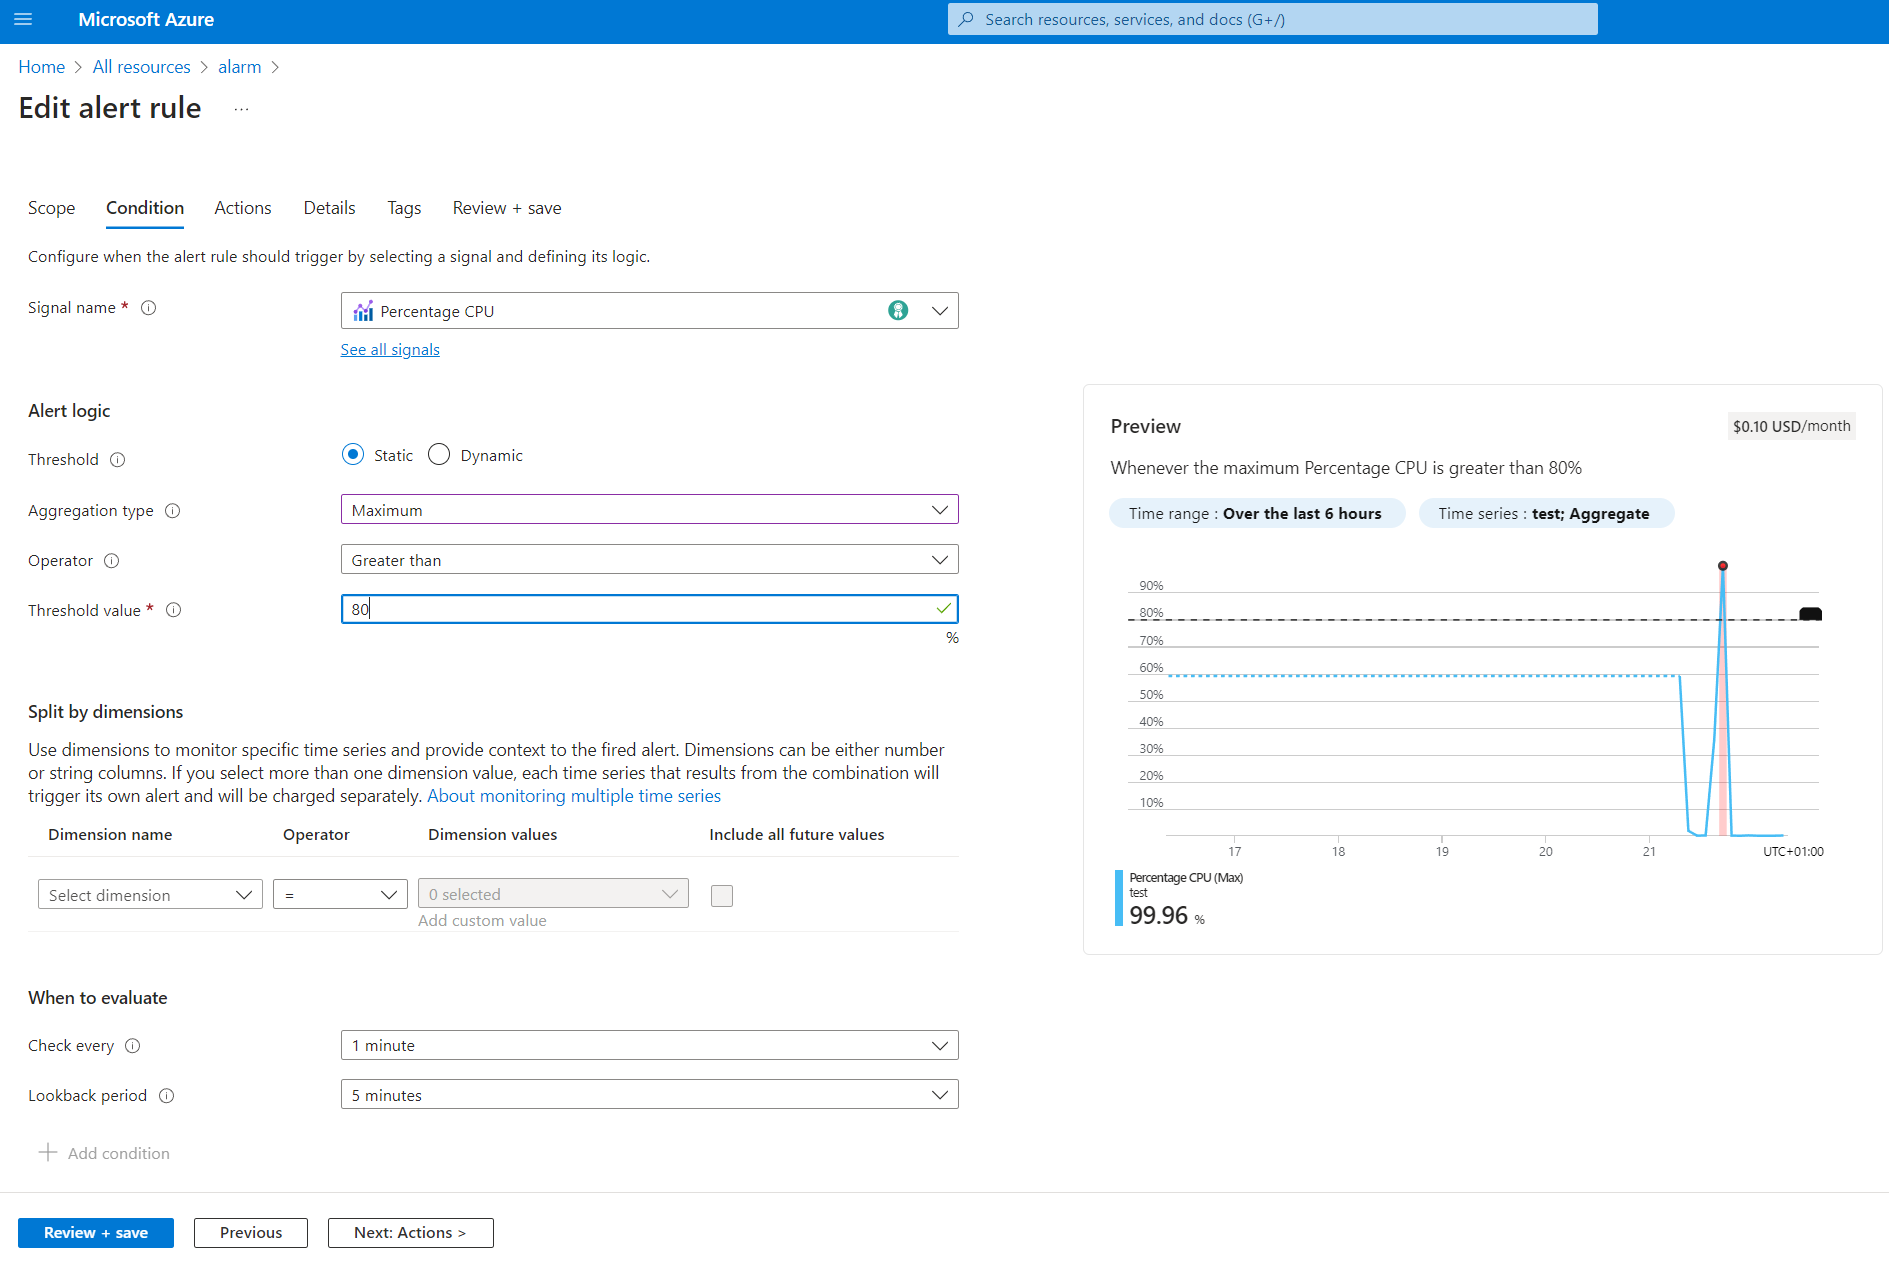 Microsoft Azure
Search resources, services, and docs (G+/)
Home > All resources > alarm >
Edit alert rule ...
Scope Condition Actions Details Tags Review + save
Configure when the alert rule should trigger by selecting a signal and defining its logic.
Signal name * Percentage CPU
See all signals
Alert logic
Threshold Static Dynamic
Aggregation type Maximum
Operator Greater than
Threshold value * 80
%
Split by dimensions
Use dimensions to monitor specific time series and provide context to the fired alert. Dimensions can be either number
or string columns. If you select more than one dimension value, each time series that results from the combination will
trigger its own alert and will be charged separately. About monitoring multiple time series
Dimension name Operator Dimension values Include all future values
Select dimension = 0 selected
Add custom value
When to evaluate
Check every 1 minute
Lookback period 5 minutes
+ Add condition
Review + save Previous Next: Actions >
Preview $0.10 USD/month
Whenever the maximum Percentage CPU is greater than 80%
Time range : Over the last 6 hours Time series : test; Aggregate
90%
80%
70%
60%
50%
40%
30%
20%
10%
17 18 19 20 21 UTC+01:00
Percentage CPU (Max)
test
99.96 %